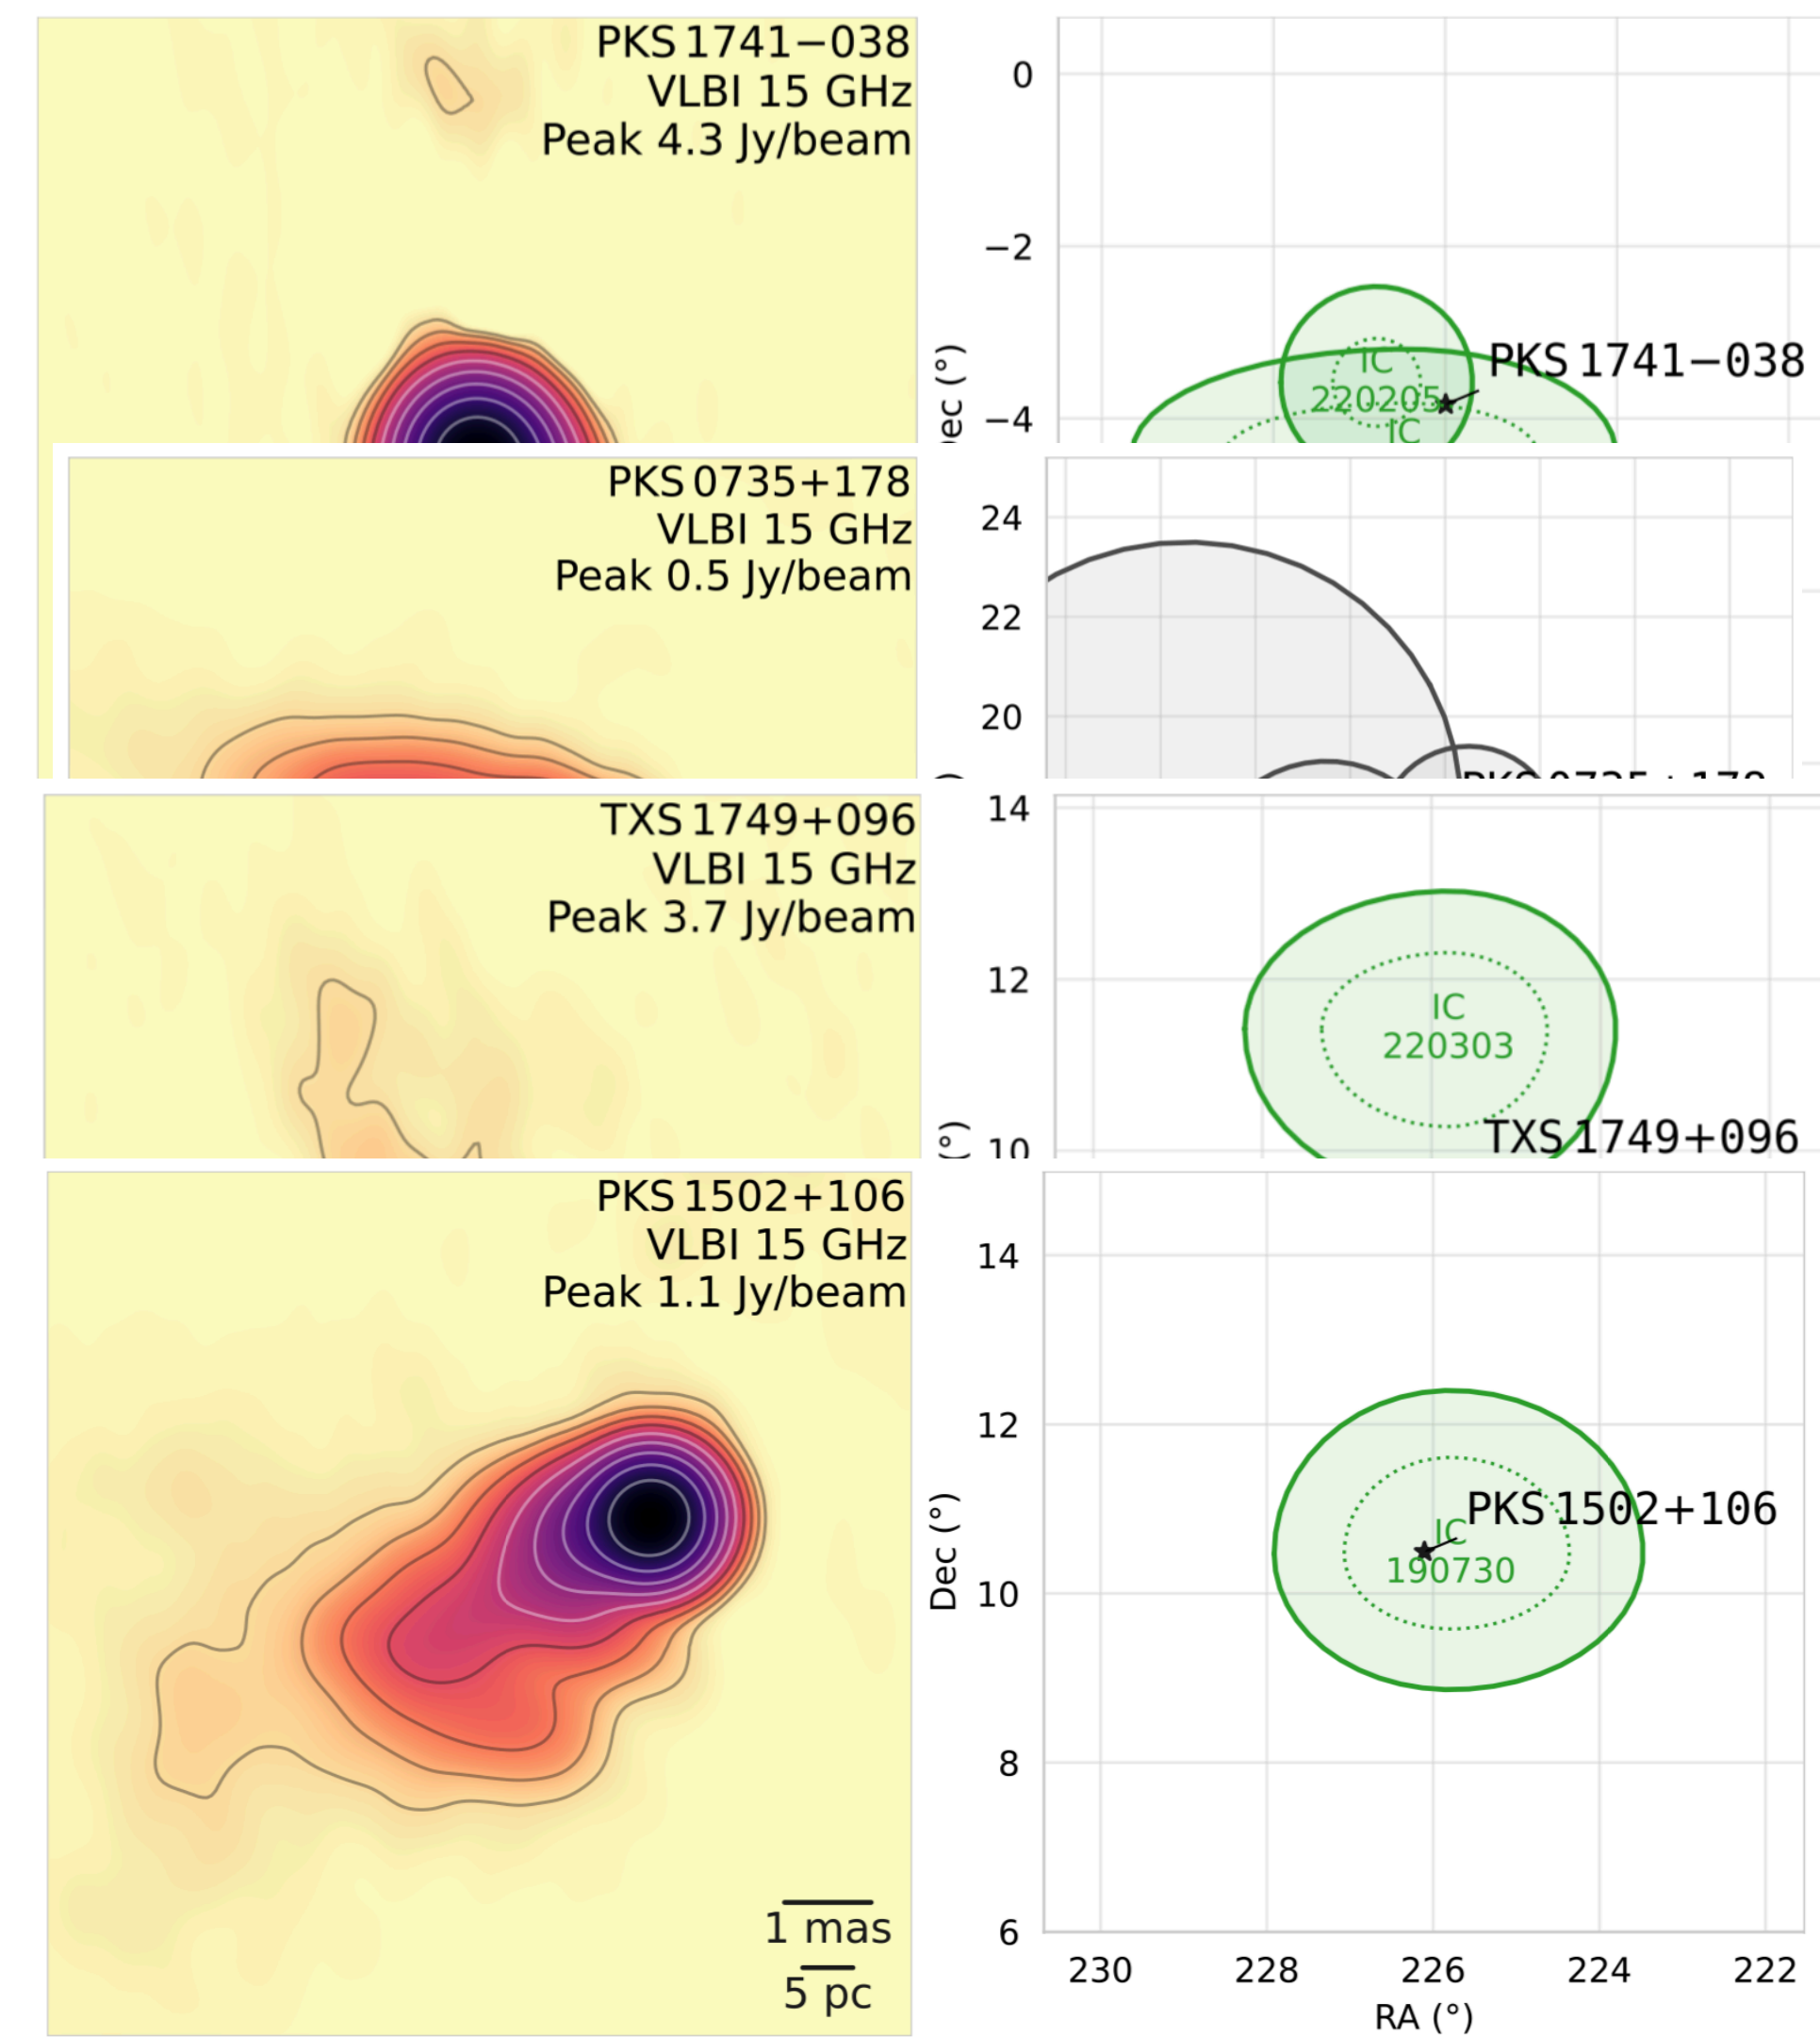 PKS 1741−038
VLBI 15 GHz
Peak 4.3 Jy/beam
0
−2
−4
IC
220205
IC
PKS 1741−038
PKS 0735+178
VLBI 15 GHz
Peak 0.5 Jy/beam
24
22
20
PKS 0735+178
TXS 1749+096
VLBI 15 GHz
Peak 3.7 Jy/beam
14
12
10
(°)
IC
220303
TXS 1749+096
PKS 1502+106
VLBI 15 GHz
Peak 1.1 Jy/beam
1 mas
5 pc
Dec (°)
14
12
10
8
6
PKS 1502+106
IC
190730
230
228
226
224
222
RA (°)